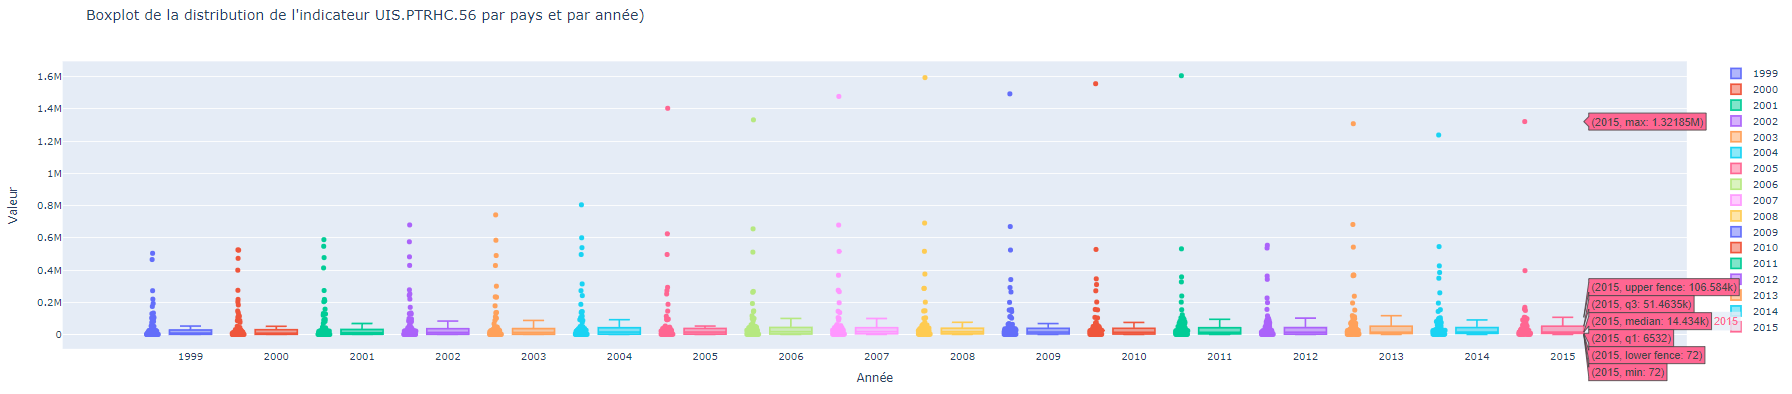 Boxplot de la distribution de l'indicateur UIS.PTRHC.56 par pays et par année)
Valeur
1.6M
1.4M
1.2M
1M
0.8M
0.6M
0.4M
0.2M
0
1999
2000
2001
2002
2003
2004
2005
2006
2007
2008
2009
2010
2011
2012
2013
2014
2015
Année
(2015, max: 1.32185M)
(2015, upper fence: 106.584k)
(2015, q3: 51.4635k)
(2015, median: 14.434k) 2015
(2015, q1: 6532)
(2015, lower fence: 72)
(2015, min: 72)
1999
2000
2001
2002
2003
2004
2005
2006
2007
2008
2009
2010
2011
2012
2013
2014
2015